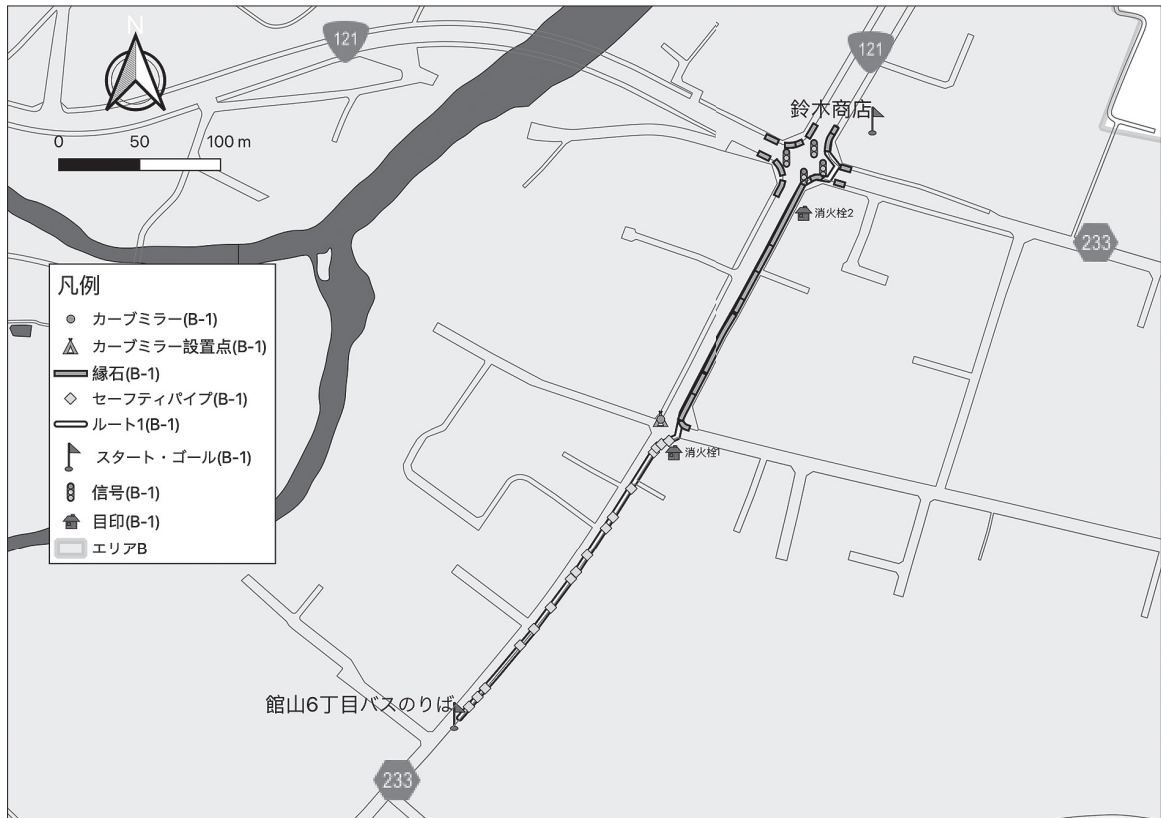 N
121
121
0 50 100 m
鈴木商店
消火栓2
233
凡例
カーブミラー(B-1)
カーブミラー設置点(B-1)
縁石(B-1)
セーフティパイプ(B-1)
ルート1(B-1)
スタート・ゴール(B-1)
信号(B-1)
目印(B-1)
エリアB
消火栓1
館山6丁目バスのりば
233